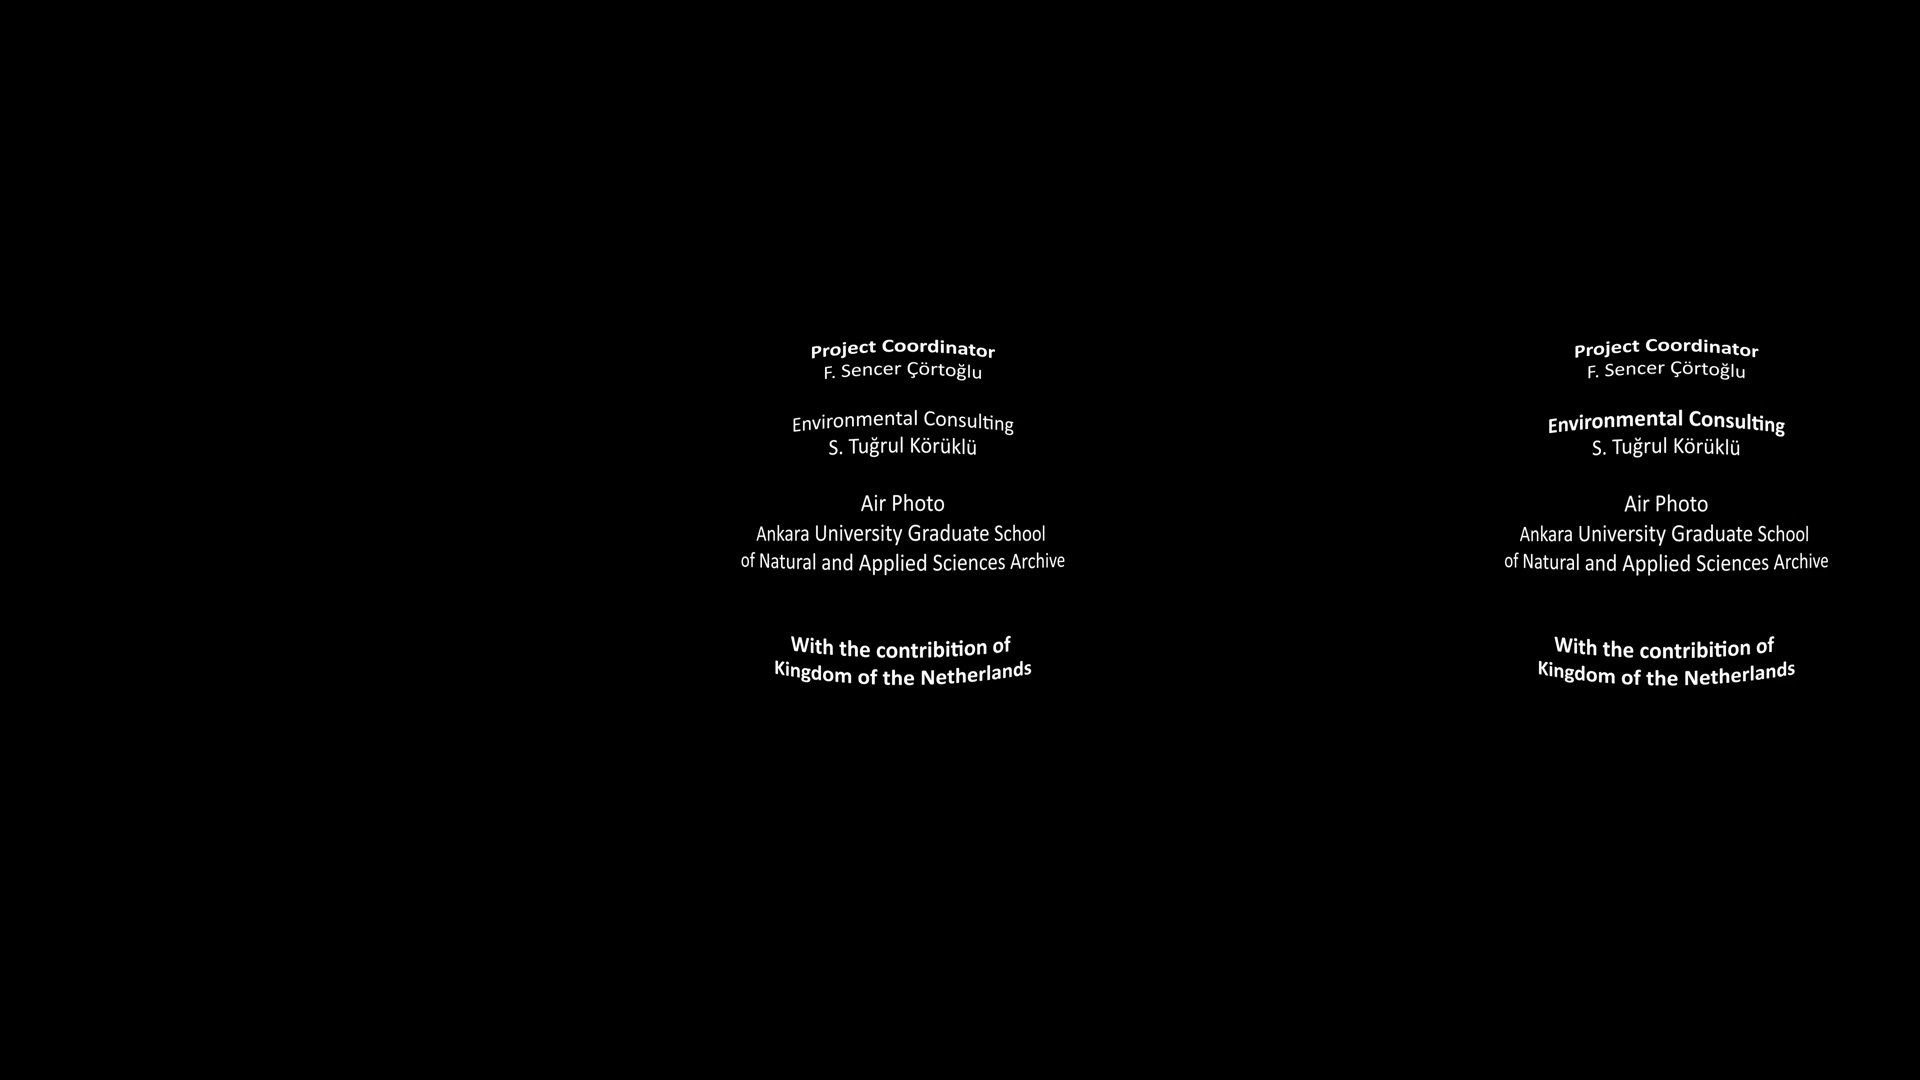 Project Coordinator
F. Sencer Çörtoğlu
Environmental Consulting
S. Tuğrul Körüklü
Air Photo
Ankara University Graduate School
of Natural and Applied Sciences Archive
With the contribition of
Kingdom of the Netherlands
Project Coordinator
F. Sencer Çörtoğlu
Environmental Consulting
S. Tuğrul Körüklü
Air Photo
Ankara University Graduate School
of Natural and Applied Sciences Archive
With the contribition of
Kingdom of the Netherlands